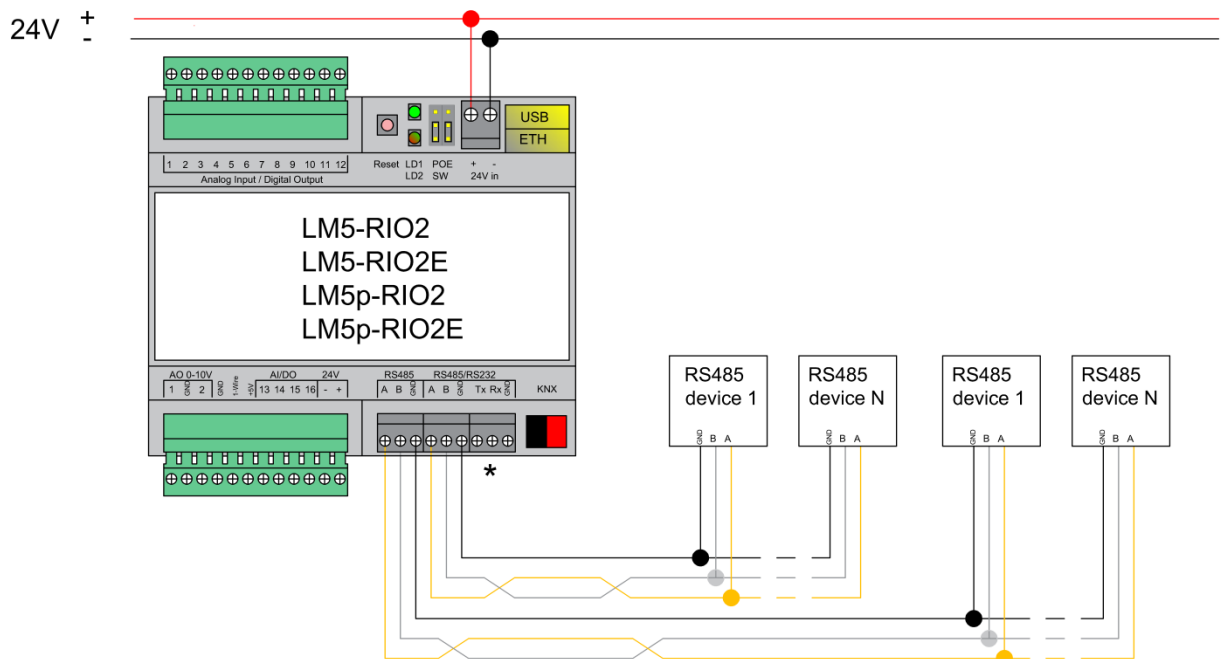 24V + -
USB
ETH
1 2 3 4 5 6 7 8 9 10 11 12
Analog Input / Digital Output
Reset LD1 POE + -
LD2 SW 24V in
LM5-RIO2
LM5-RIO2E
LM5p-RIO2
LM5p-RIO2E
AO 0-10V AI/DO 24V RS485 RS485/RS232
1 GND 2 GND 1-Wire +5V 13 14 15 16 - + A B GND A B GND Tx Rx GND KNX
*
RS485
device 1
GND B A
RS485
device N
GND B A
RS485
device 1
GND B A
RS485
device N
GND B A